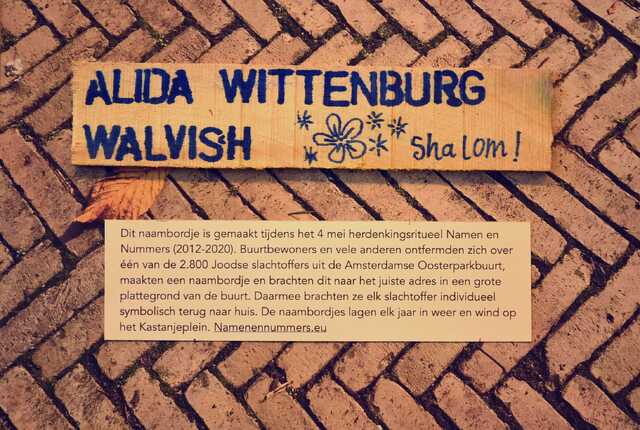 ALIDA WITTENBURG
WALVISH
Shalom!
Dit naambordje is gemaakt tijdens het 4 mei herdenkingsritueel Namen en
Nummers (2012-2020). Buurtbewoners en vele anderen ontfermden zich over
één van de 2.800 Joodse slachtoffers uit de Amsterdamse Oosterparkbuurt,
maakten een naambordje en brachten dit naar het juiste adres in een grote
plattegrond van de buurt. Daarmee brachten ze elk slachtoffer individueel
symbolisch terug naar huis. De naambordjes lagen elk jaar in weer en wind op
het Kastanjeplein. Namenennummers.eu